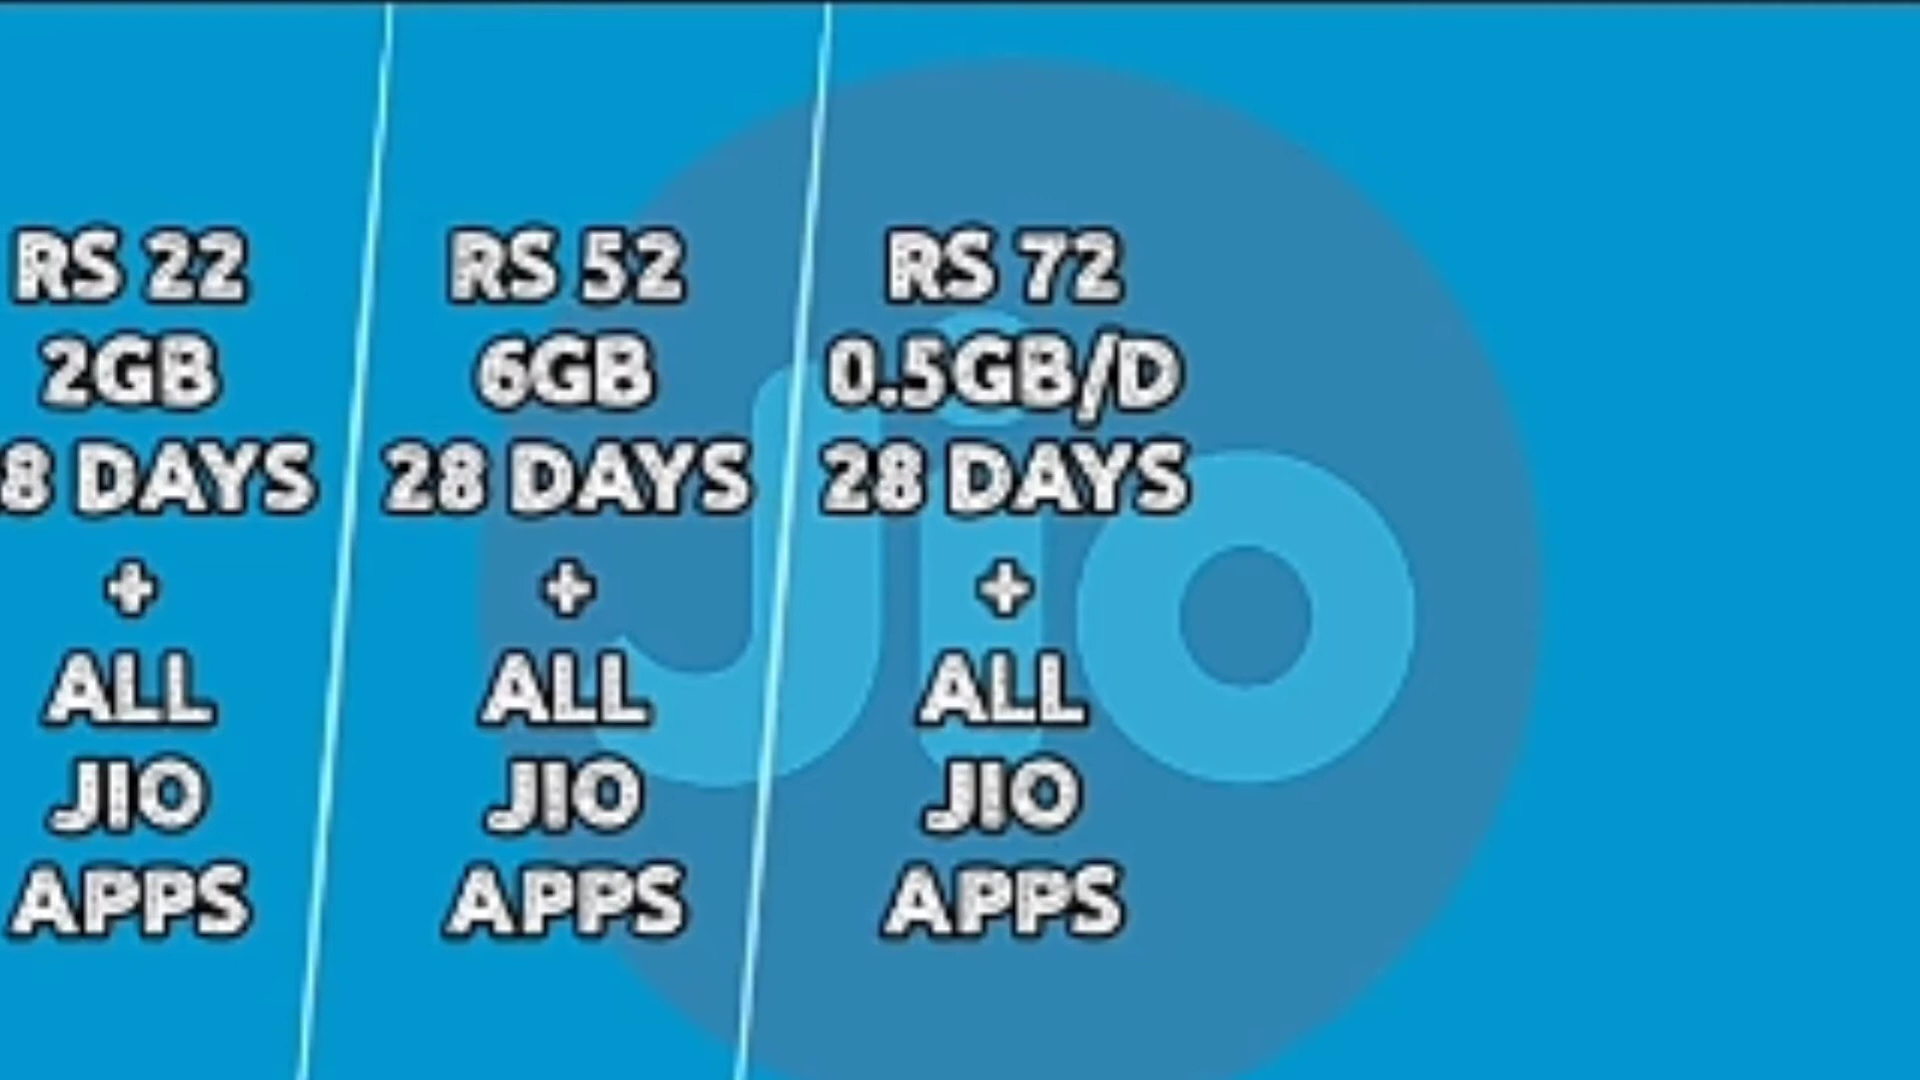 RS 22
2GB
8 DAYS
+
ALL
JIO
APPS
RS 52
6GB
28 DAYS
+
ALL
JIO
APPS
RS 72
0.5GB/D
28 DAYS
+
ALL
JIO
APPS
Jio